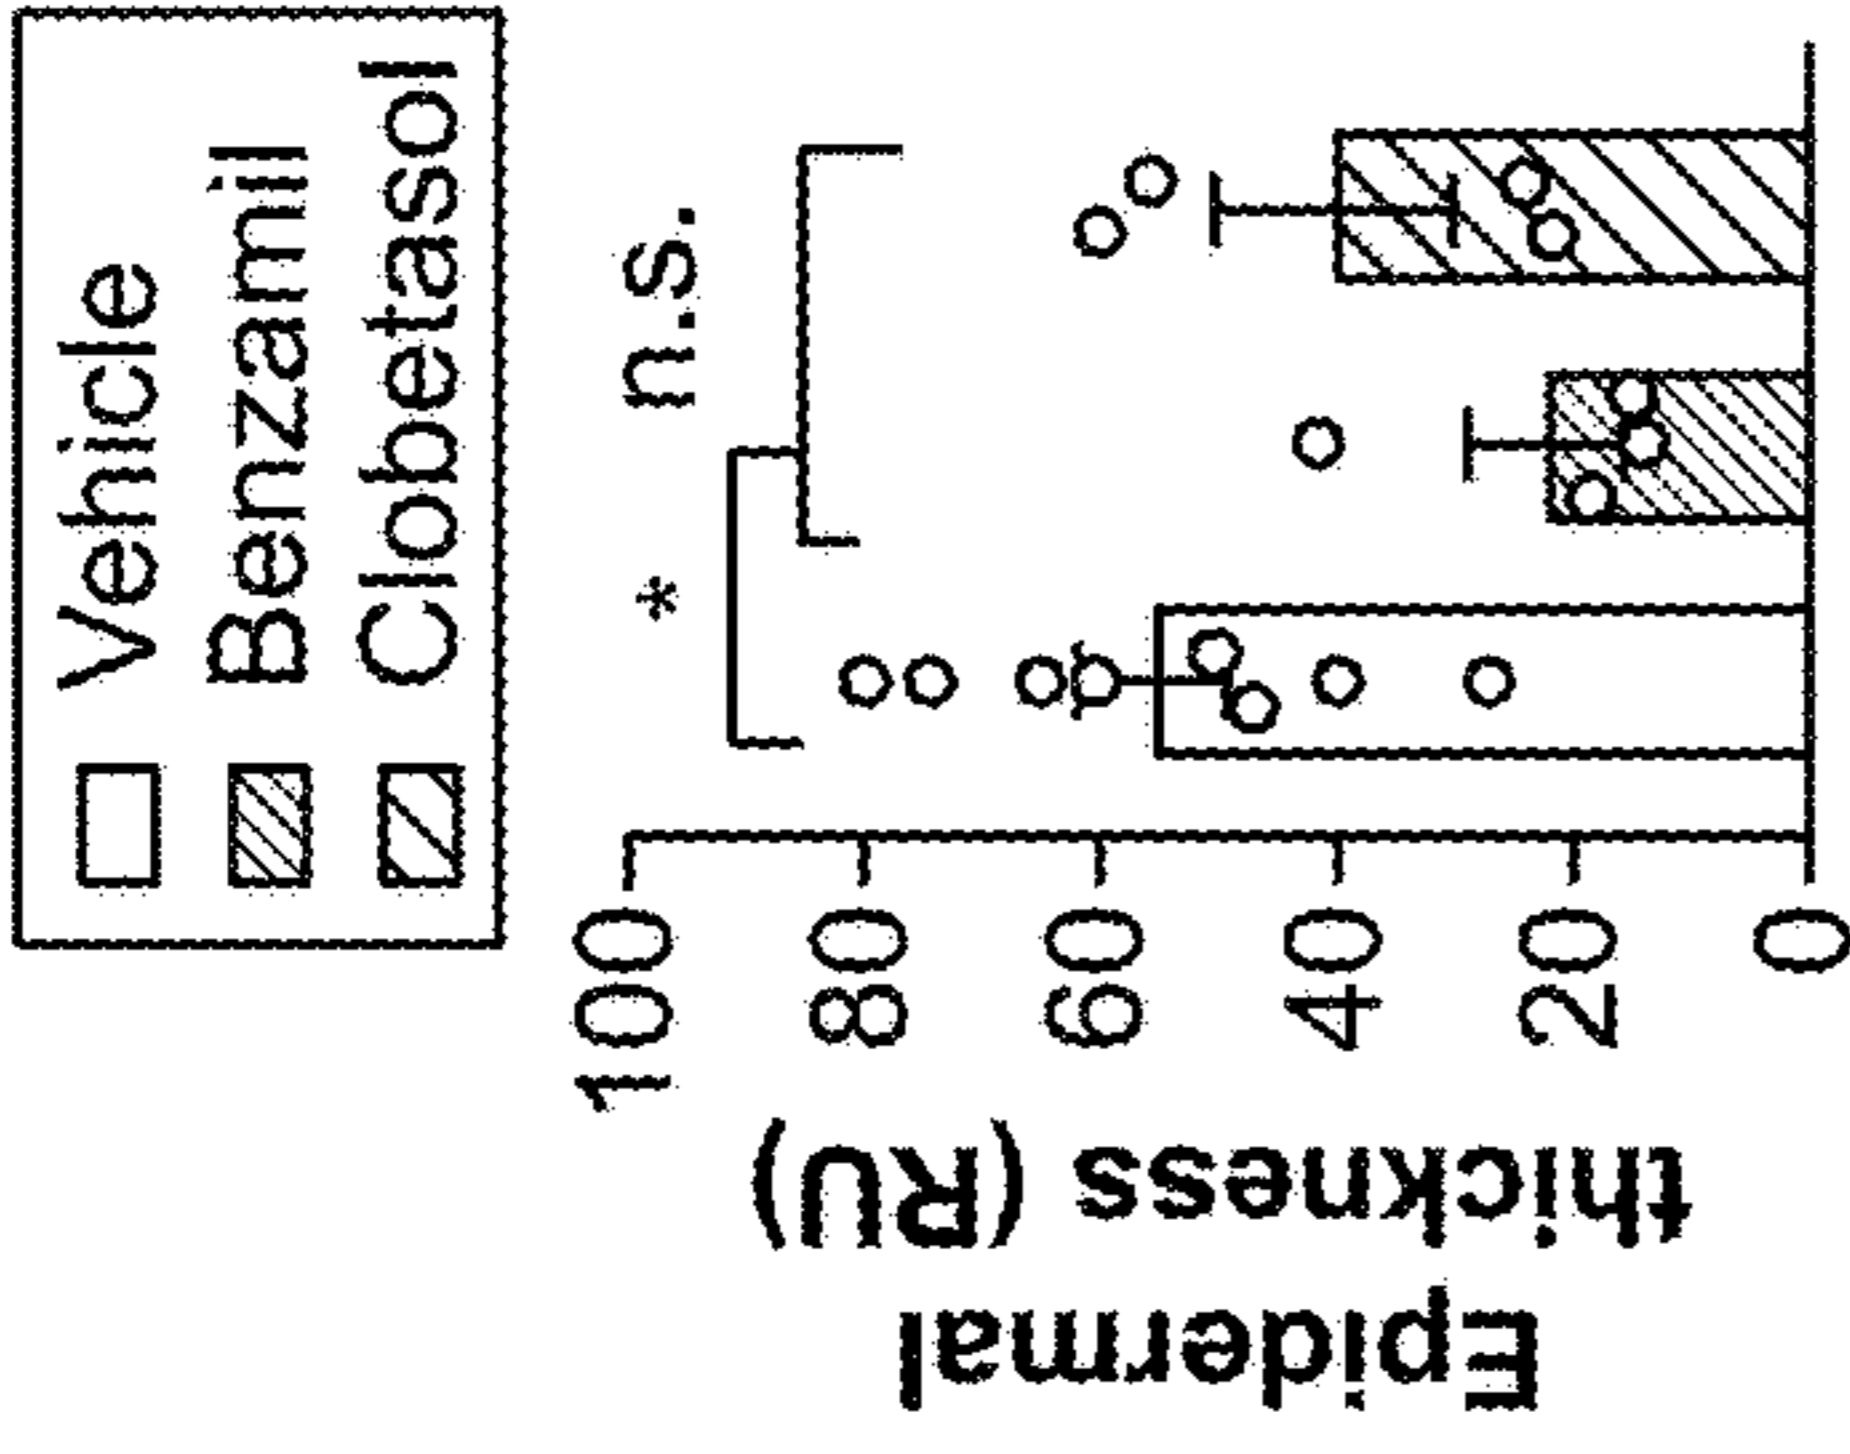 Vehicle
Benzamil
Clobetasol
* n.s.
Epidermal
thickness (RU)
100
80
60
40
20
0